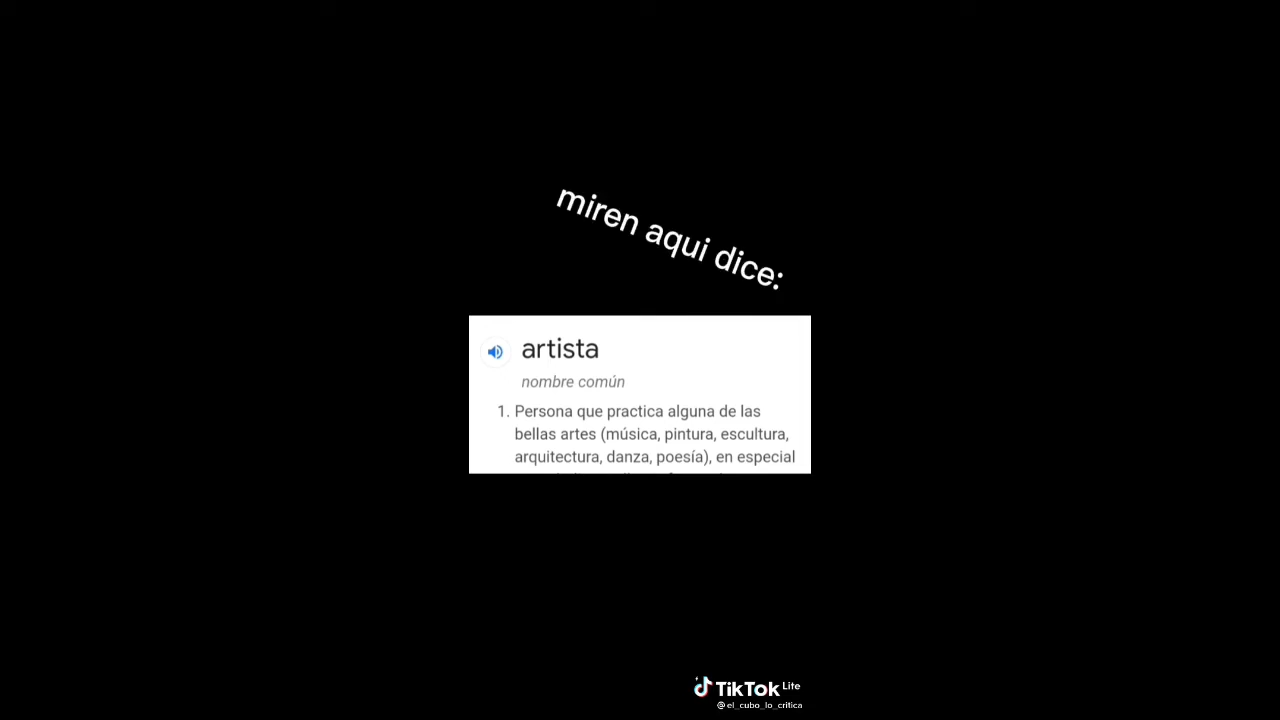 miren aqui dice:
artista
nombre común
1. Persona que practica alguna de las
bellas artes (música, pintura, escultura,
arquitectura, danza, poesía), en especial
TikTok Lite
@el_cubo_lo_critica